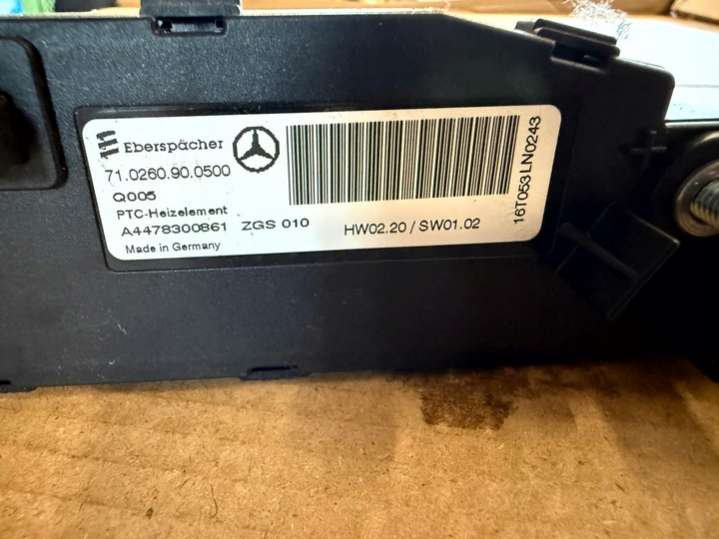 Eberspächer
71.0260.90.0500
Q005
PTC-Heizelement
A4478300861 ZGS 010 HW02.20 / SW01.02
Made in Germany
16T053LN0243